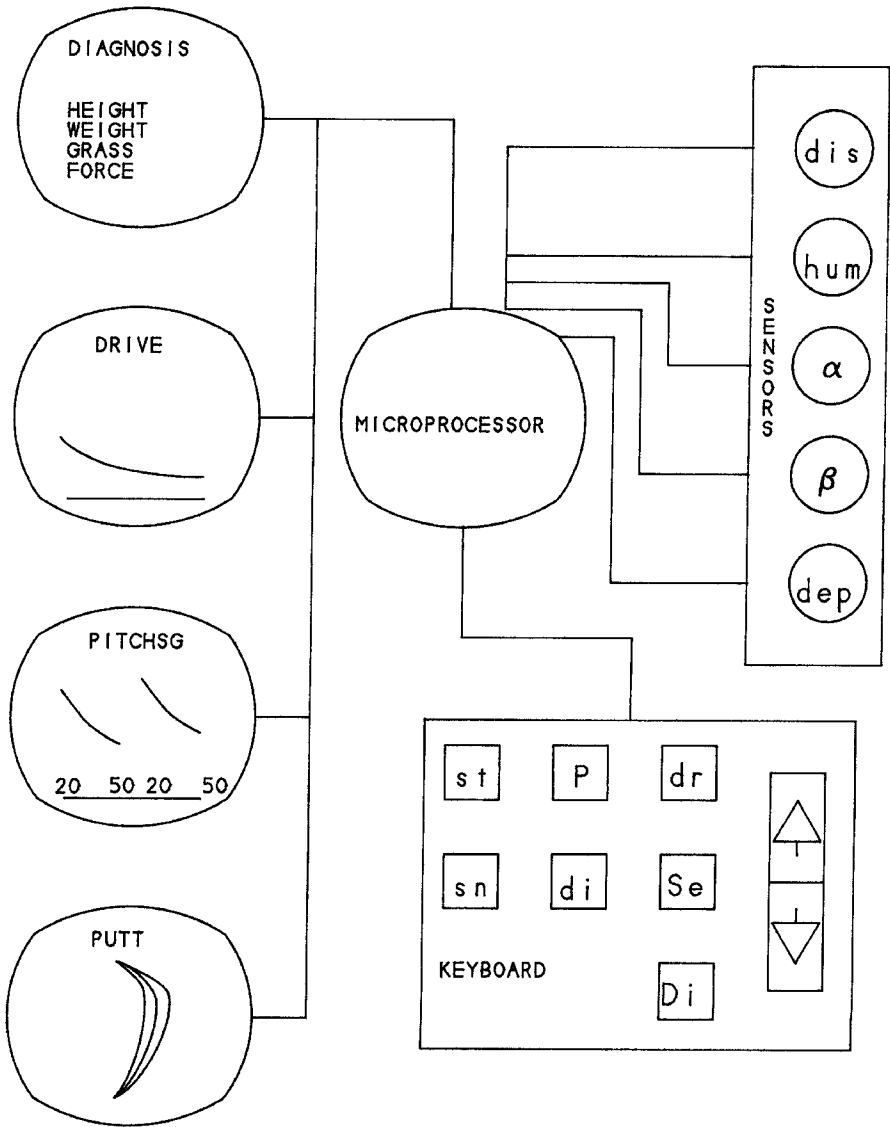 DIAGNOSIS
HEIGHT
WEIGHT
GRASS
FORCE
DRIVE
PITCHSG
20 50 20 50
PUTT
MICROPROCESSOR
SENSORS
dis
hum
α
β
dep
st P dr
sn di Se
KEYBOARD
Di